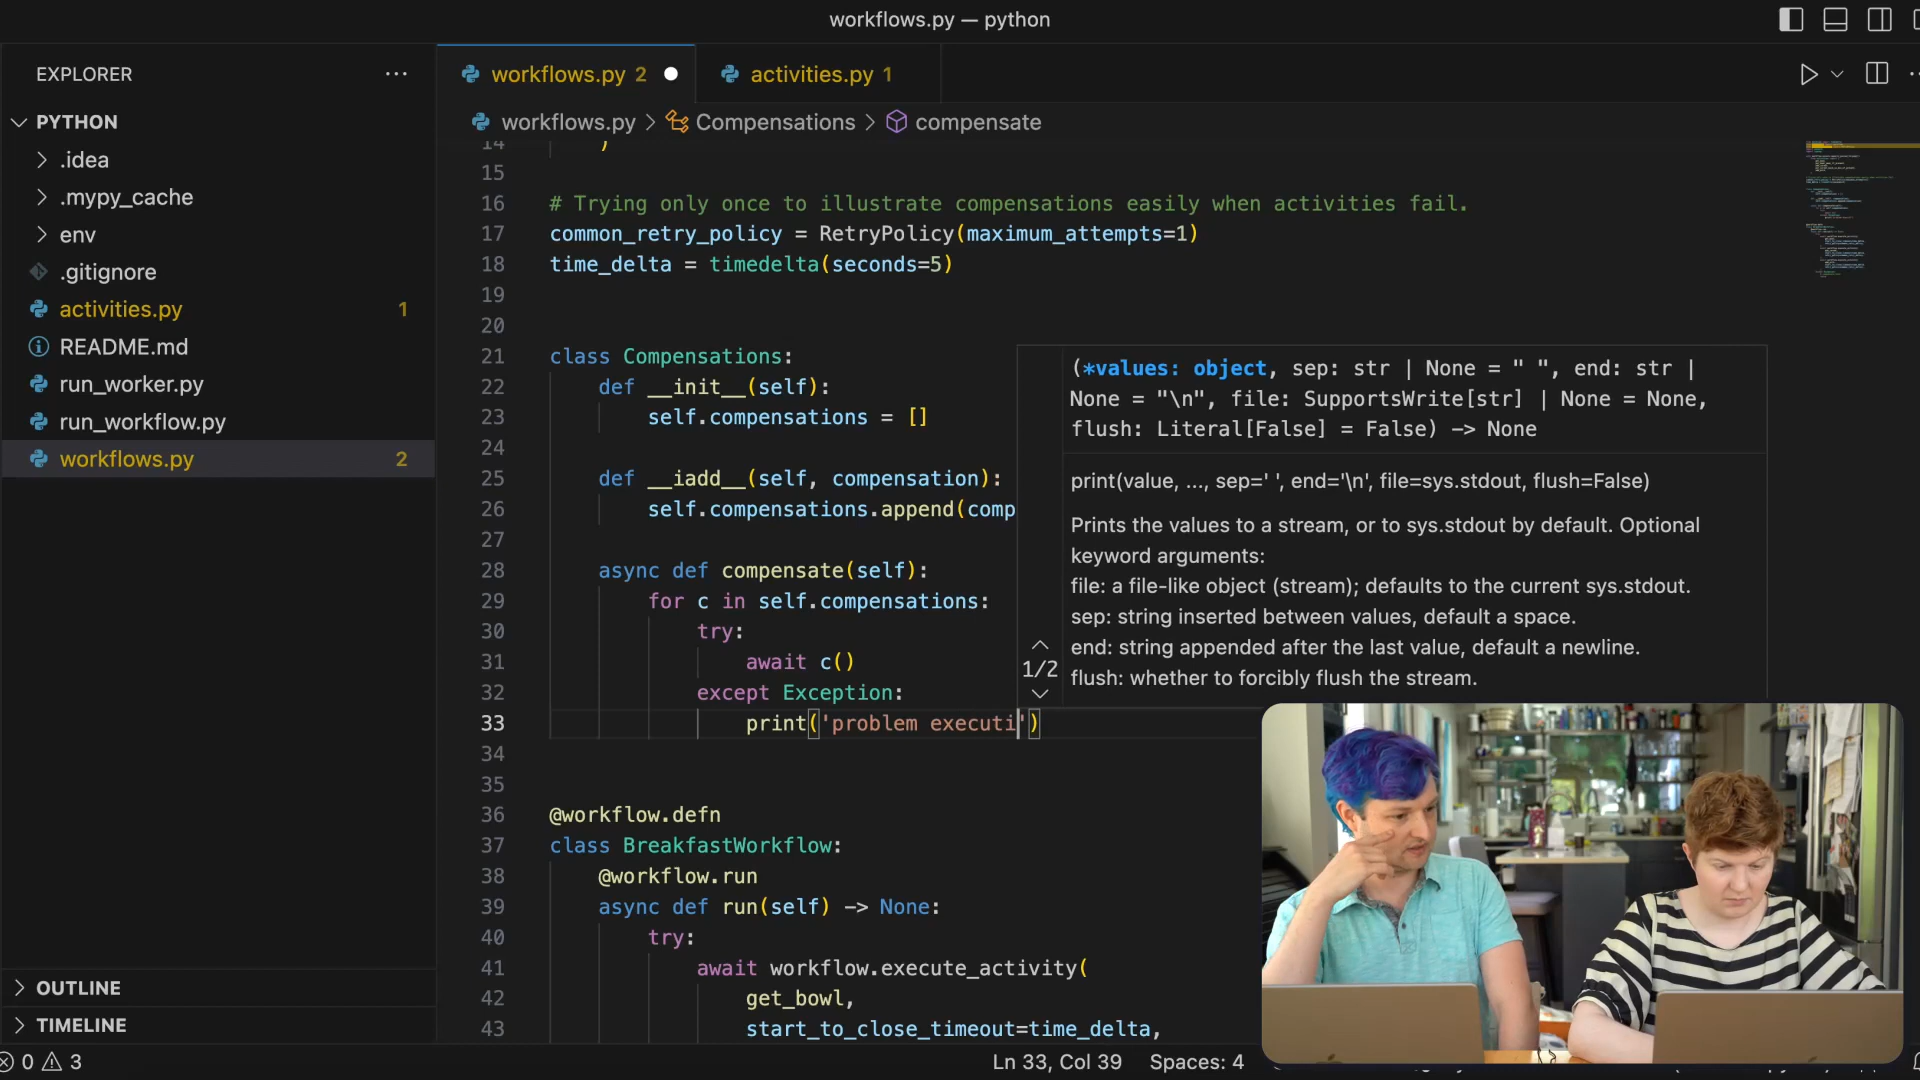 workflows.py — python
EXPLORER
PYTHON
.idea
.mypy_cache
env
.gitignore
activities.py 1
README.md
run_worker.py
run_workflow.py
workflows.py 2
OUTLINE
TIMELINE
workflows.py 2
activities.py 1
workflows.py > Compensations > compensate
14 )
15
16 # Trying only once to illustrate compensations easily when activities fail.
17 common_retry_policy = RetryPolicy(maximum_attempts=1)
18 time_delta = timedelta(seconds=5)
19
20
21 class Compensations:
22 def __init__(self):
23 self.compensations = []
24
25 def __iadd__(self, compensation):
26 self.compensations.append(comp
27
28 async def compensate(self):
29 for c in self.compensations:
30 try:
31 await c()
32 except Exception:
33 print('problem executi')
34
35
36 @workflow.defn
37 class BreakfastWorkflow:
38 @workflow.run
39 async def run(self) -> None:
40 try:
41 await workflow.execute_activity(
42 get_bowl,
43 start_to_close_timeout=time_delta,
(*values: object, sep: str | None = " ", end: str |
None = "\n", file: SupportsWrite[str] | None = None,
flush: Literal[False] = False) -> None
print(value, ..., sep=' ', end='\n', file=sys.stdout, flush=False)
Prints the values to a stream, or to sys.stdout by default. Optional
keyword arguments:
file: a file-like object (stream); defaults to the current sys.stdout.
sep: string inserted between values, default a space.
end: string appended after the last value, default a newline.
flush: whether to forcibly flush the stream.
1/2
0 3
Ln 33, Col 39
Spaces: 4